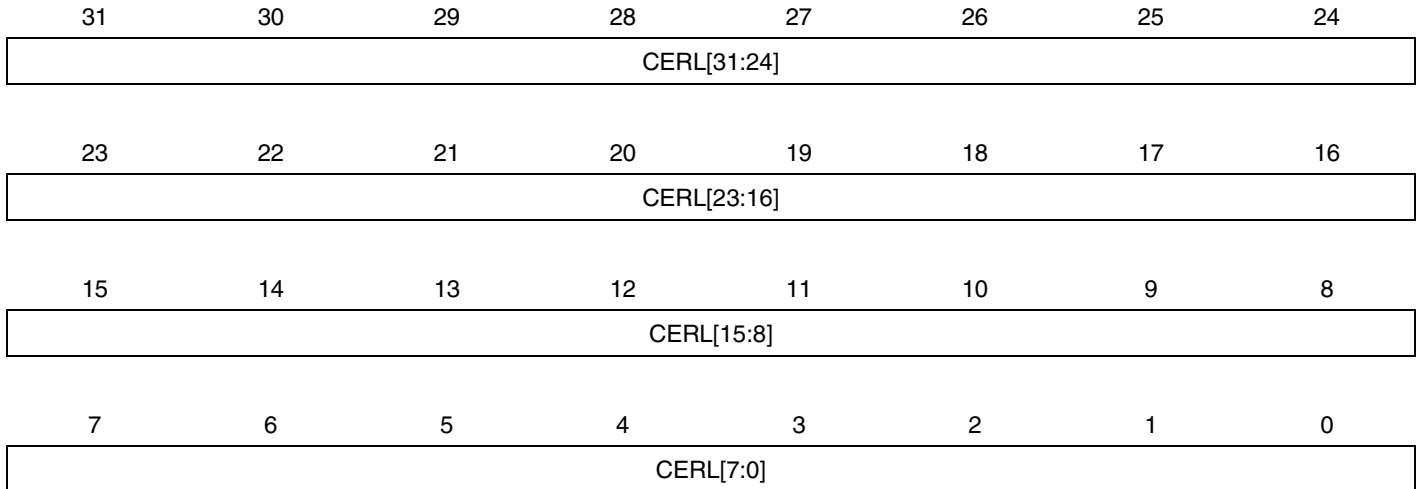 31 30 29 28 27 26 25 24
CERL[31:24]
23 22 21 20 19 18 17 16
CERL[23:16]
15 14 13 12 11 10 9 8
CERL[15:8]
7 6 5 4 3 2 1 0
CERL[7:0]